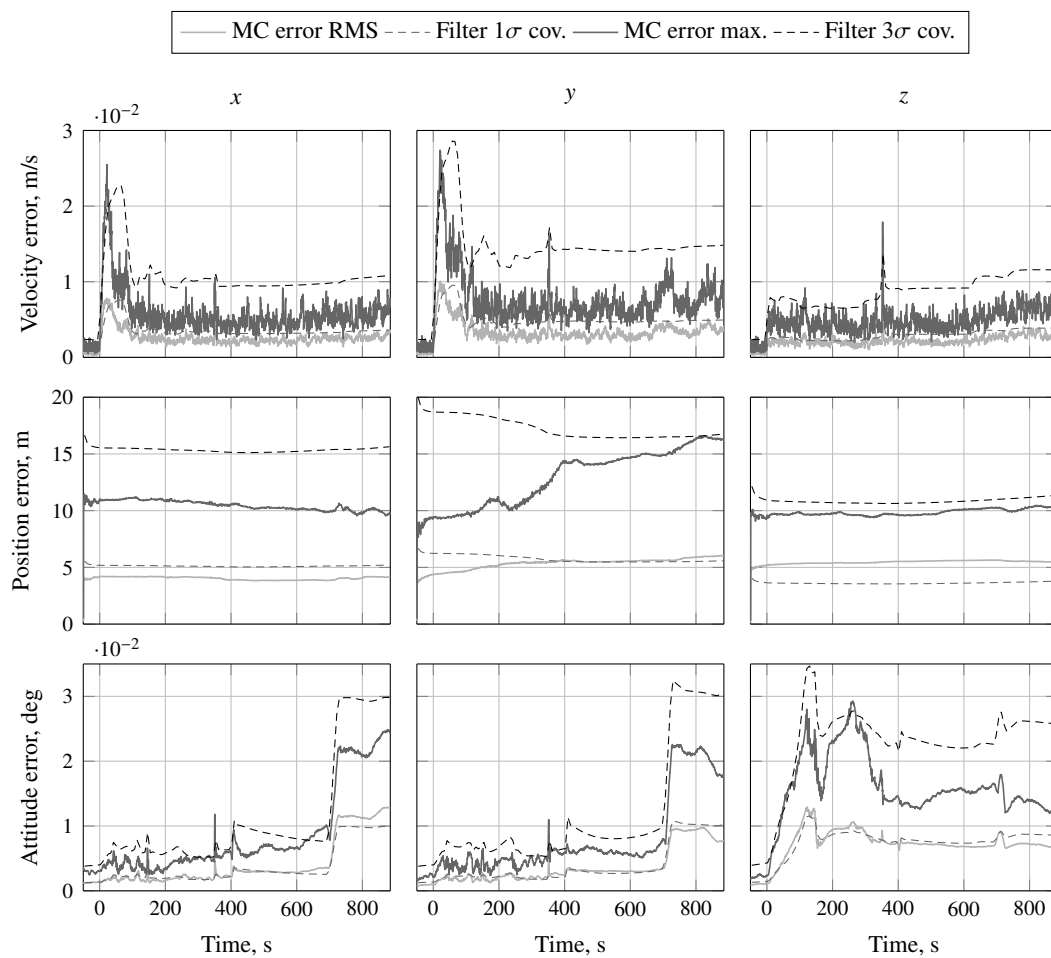 MC error RMS Filter 1σ cov. MC error max. Filter 3σ cov.
x y z
·10⁻²
Velocity error, m/s
3
2
1
0
Position error, m
20
15
10
5
0
·10⁻²
Attitude error, deg
3
2
1
0
0 200 400 600 800 0 200 400 600 800 0 200 400 600 800
Time, s Time, s Time, s